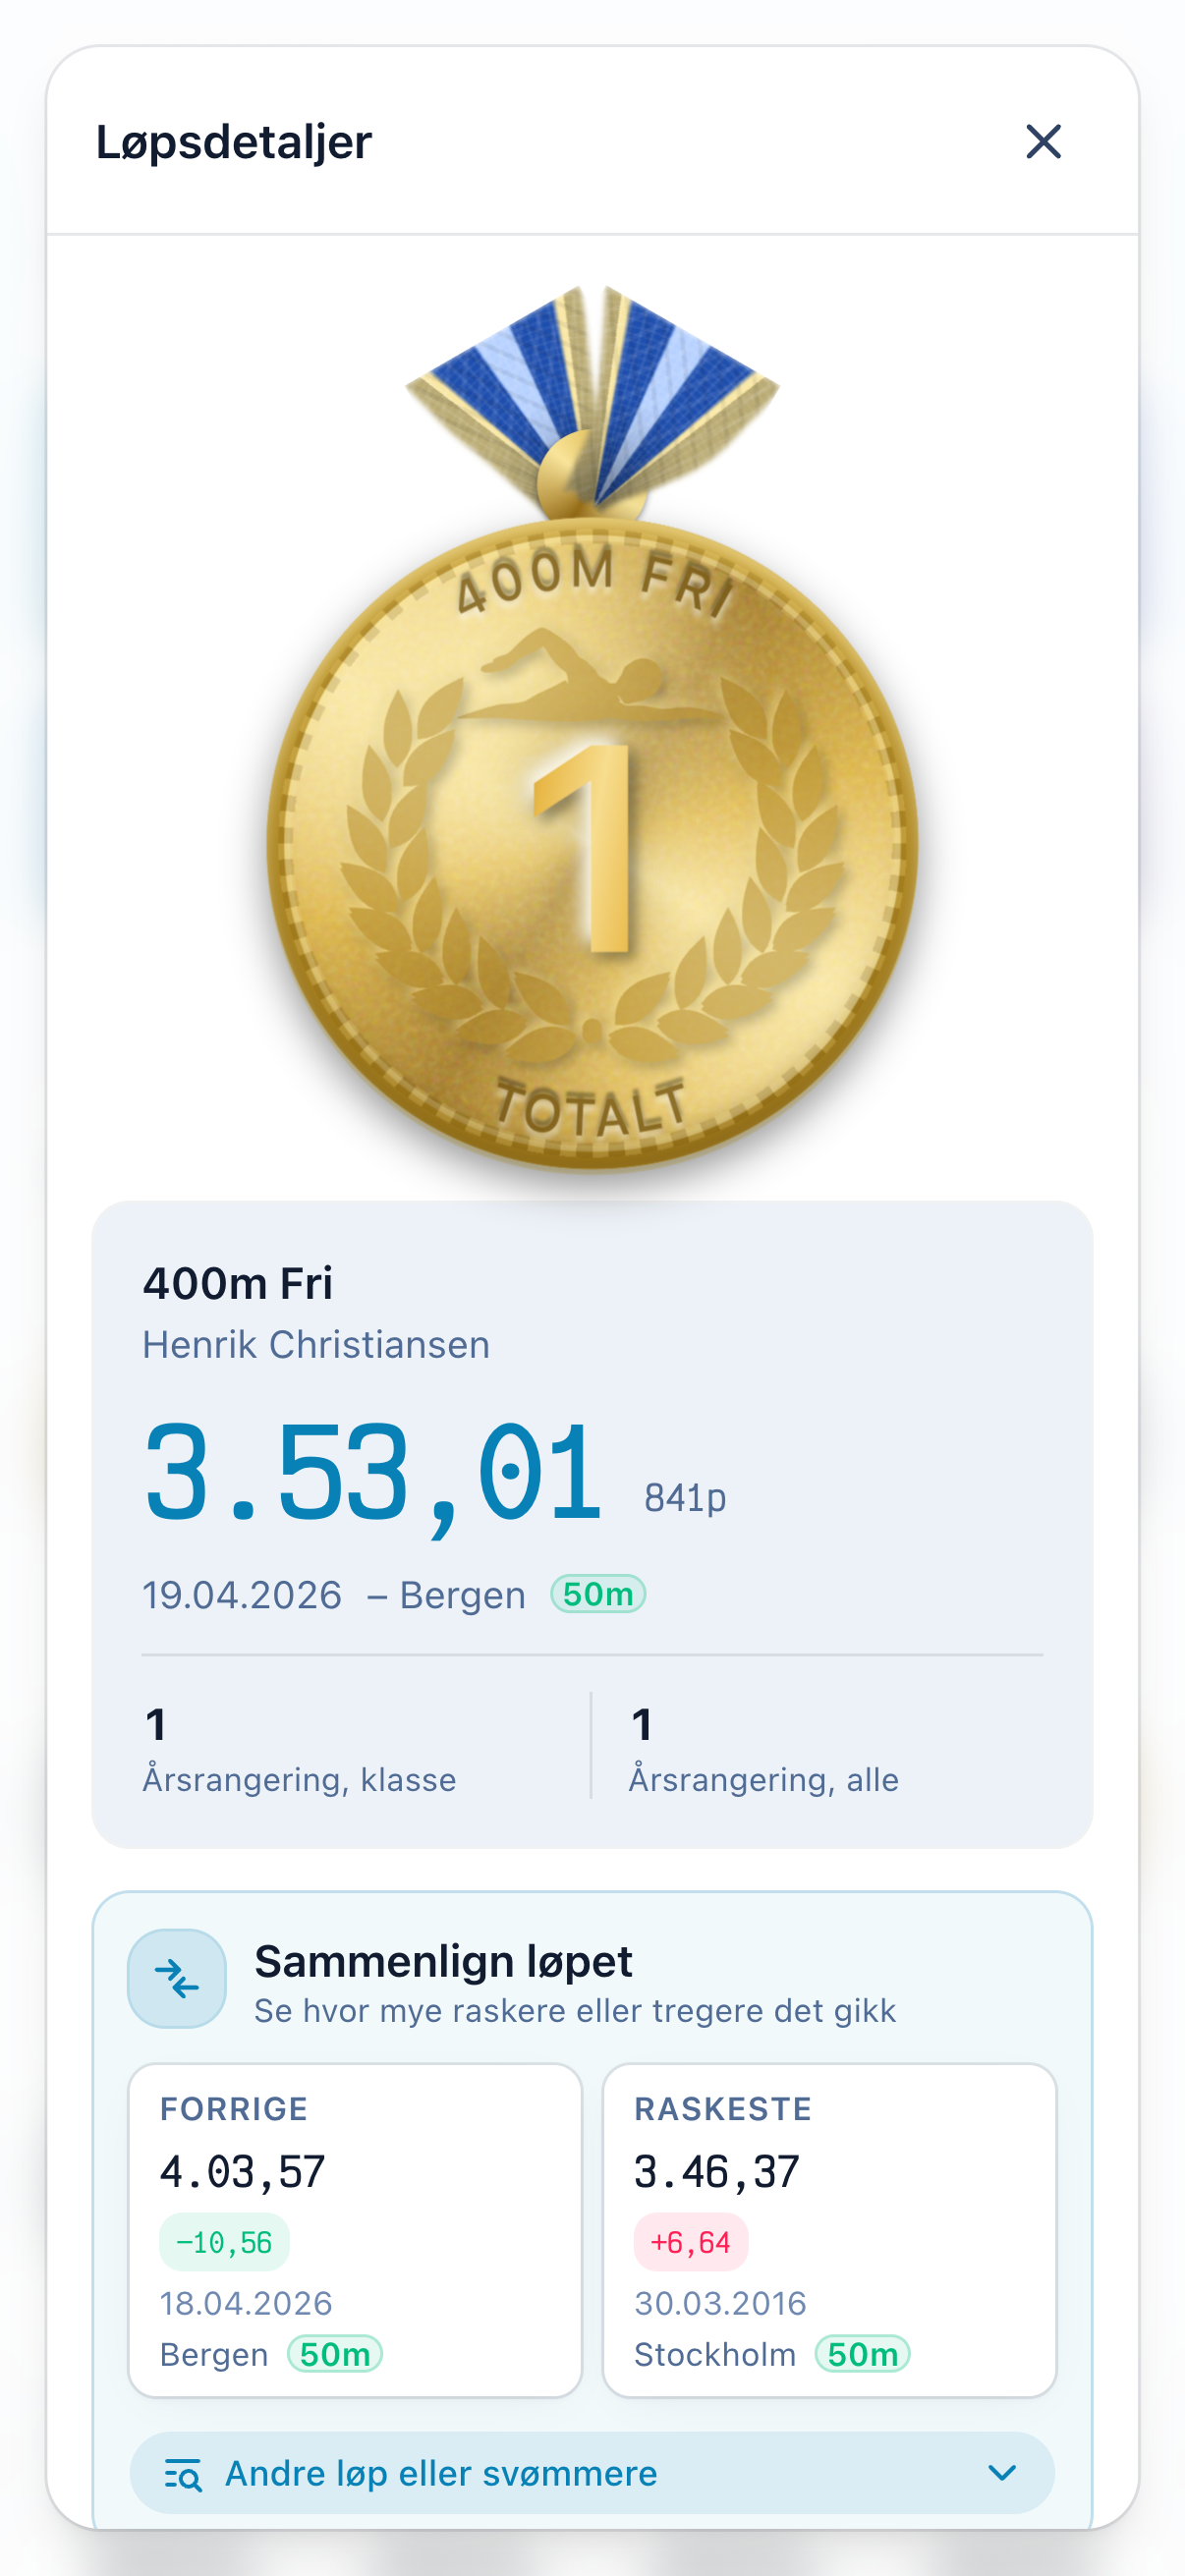 Løpsdetaljer
400M FRI
1
TOTALT
400m Fri
Henrik Christiansen
3.53,01 841p
19.04.2026 – Bergen 50m
1 1
Årsrangering, klasse Årsrangering, alle
Sammenlign løpet
Se hvor mye raskere eller tregere det gikk
FORRIGE RASKESTE
4.03,57 3.46,37
−10,56 +6,64
18.04.2026 30.03.2016
Bergen 50m Stockholm 50m
Andre løp eller svømmere